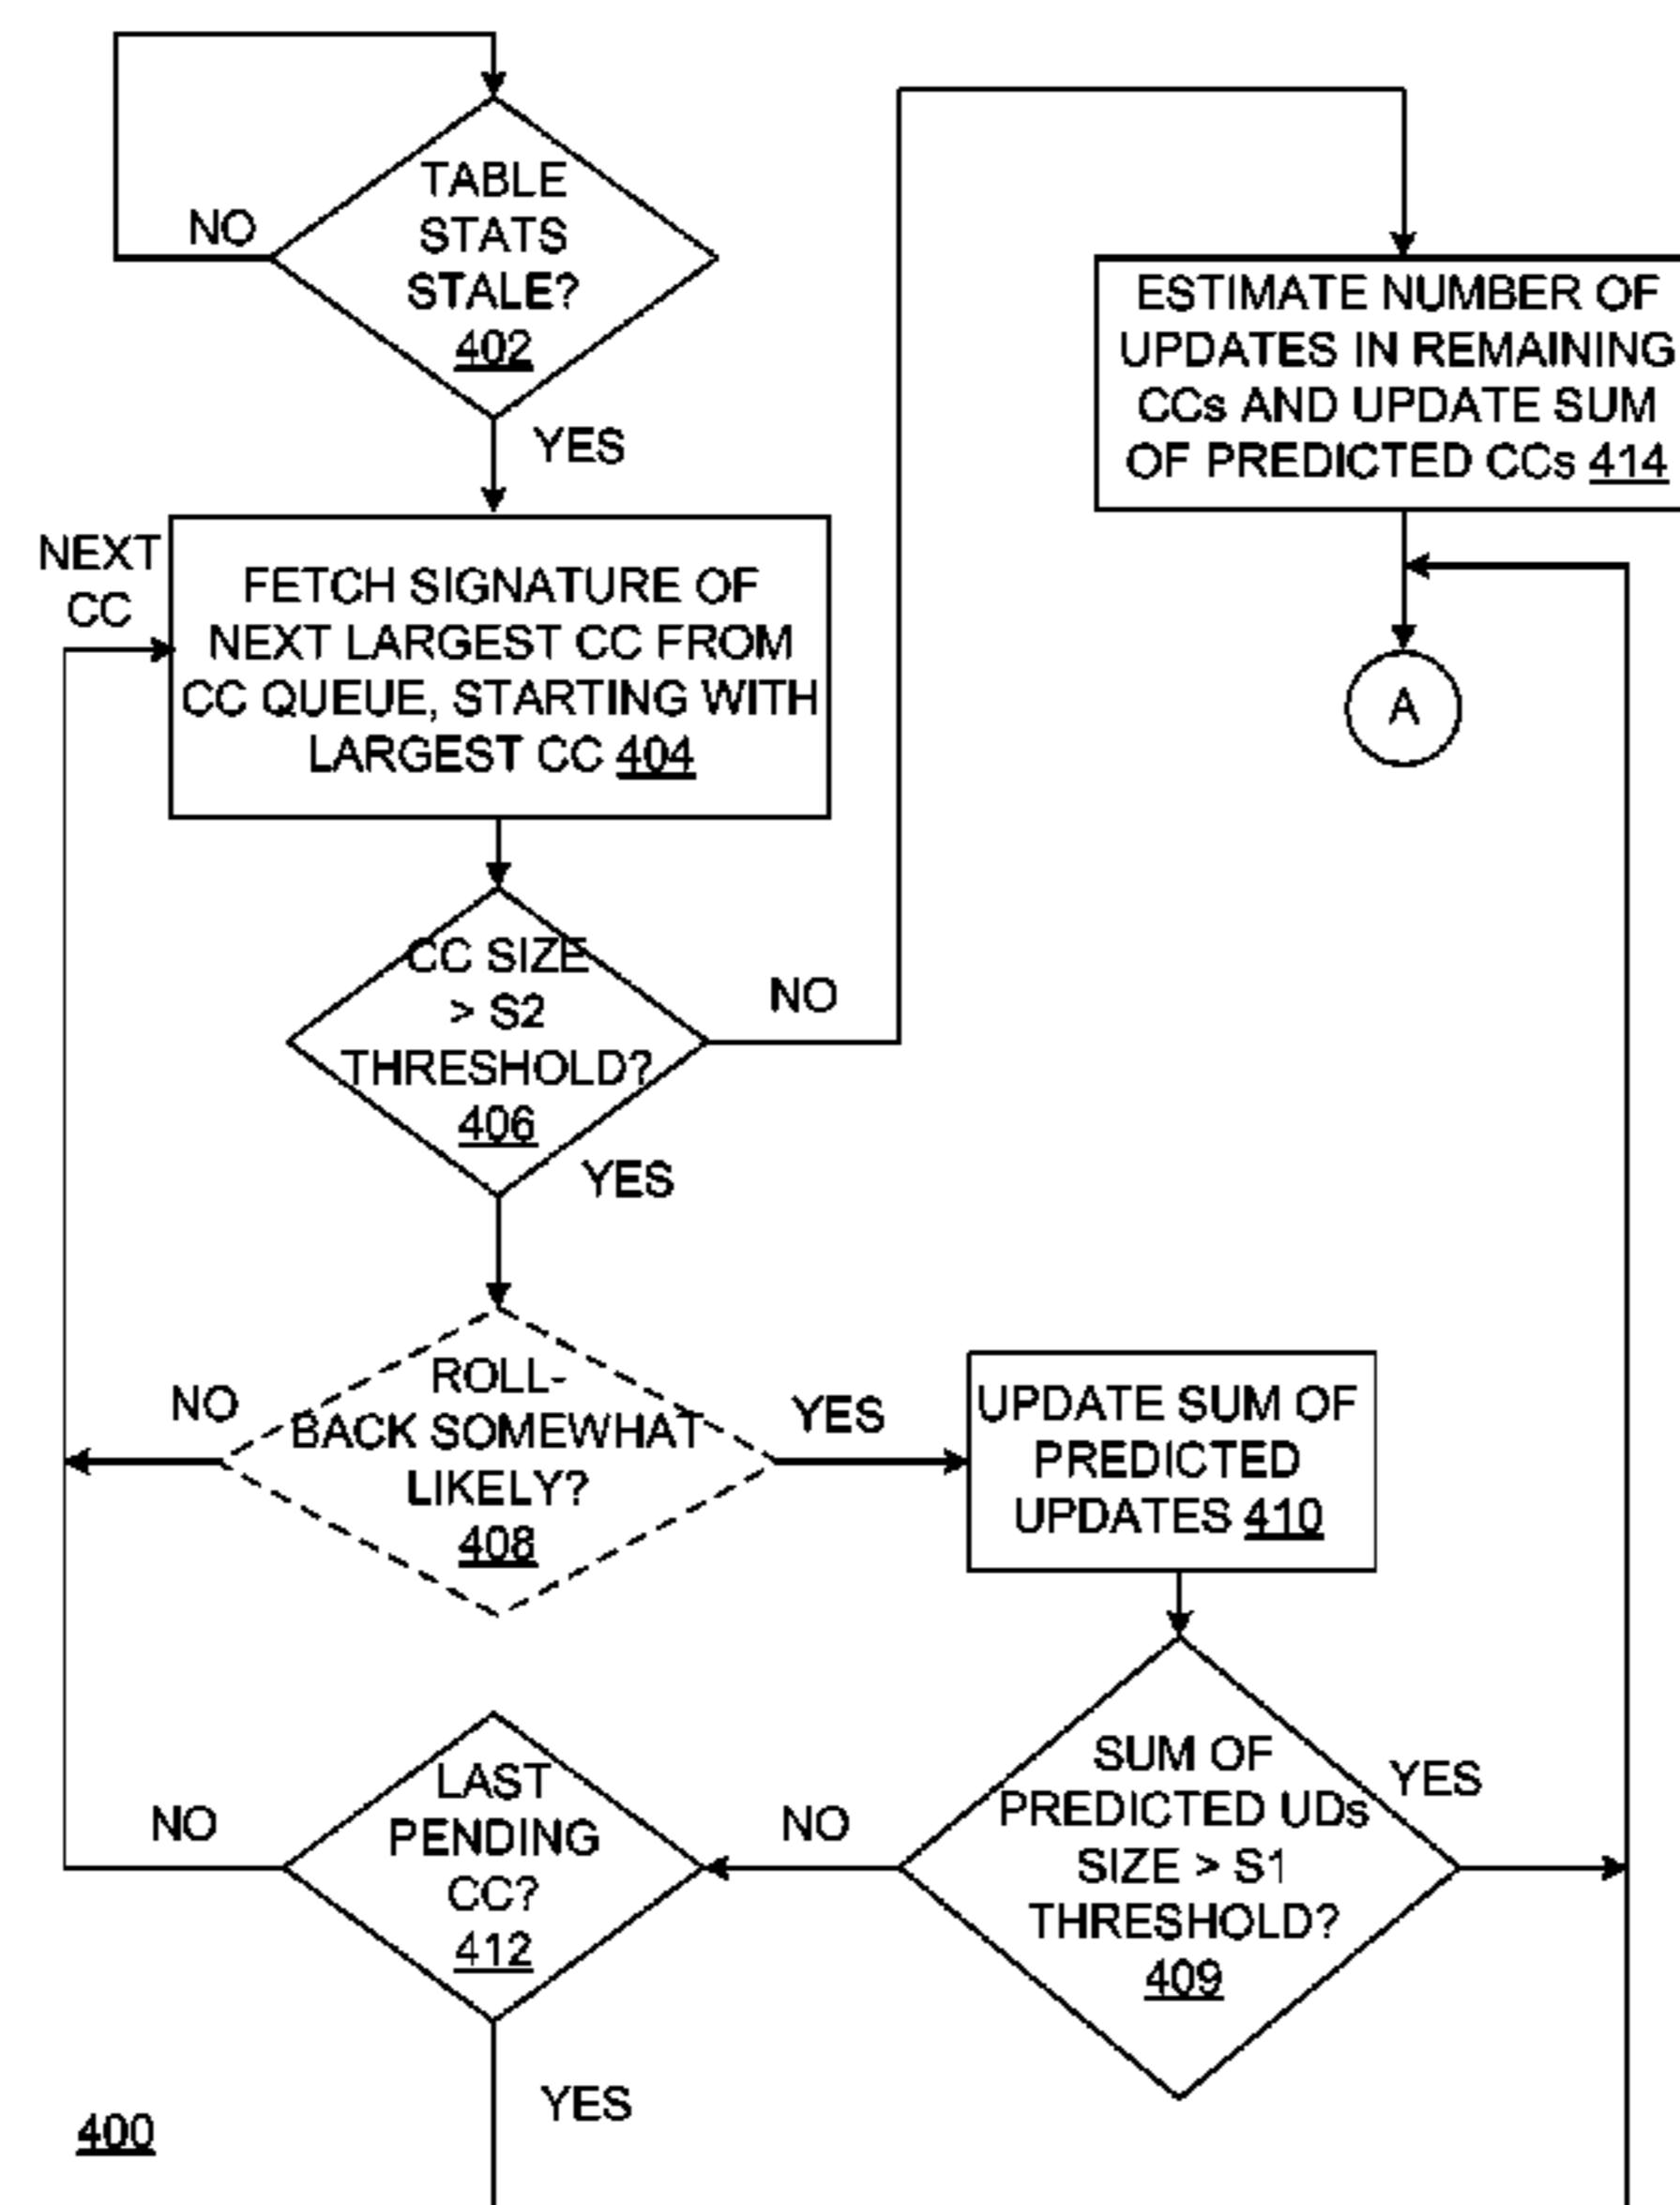 TABLE
STATS
STALE?
402
NO
YES
NEXT
CC
FETCH SIGNATURE OF
NEXT LARGEST CC FROM
CC QUEUE, STARTING WITH
LARGEST CC 404
CC SIZE
> S2
THRESHOLD?
406
NO
YES
ESTIMATE NUMBER OF
UPDATES IN REMAINING
CCs AND UPDATE SUM
OF PREDICTED CCs 414
A
ROLL-
BACK SOMEWHAT
LIKELY?
408
NO
YES
UPDATE SUM OF
PREDICTED
UPDATES 410
SUM OF
PREDICTED UDs
SIZE > S1
THRESHOLD?
409
YES
NO
LAST
PENDING
CC?
412
NO
YES
400